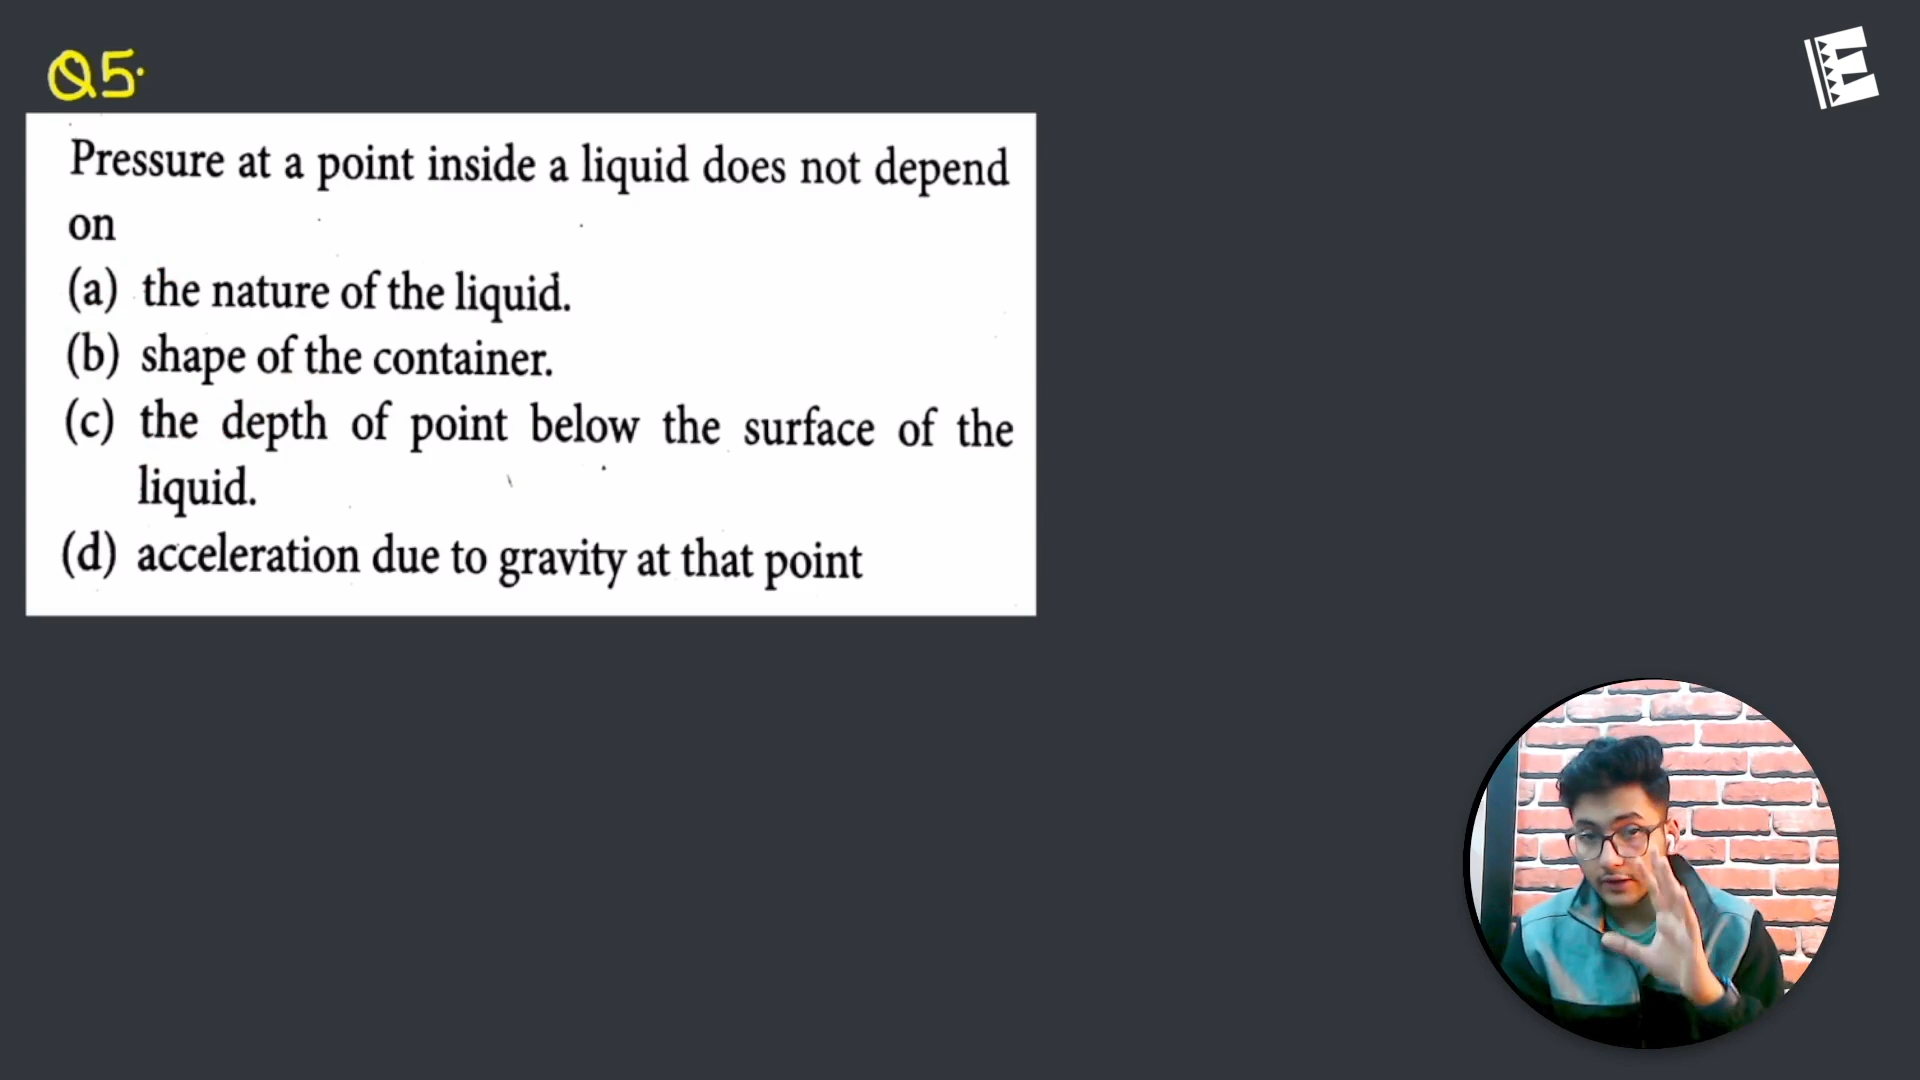 Q5.
Pressure at a point inside a liquid does not depend
on
(a) the nature of the liquid.
(b) shape of the container.
(c) the depth of point below the surface of the
liquid.
(d) acceleration due to gravity at that point
E